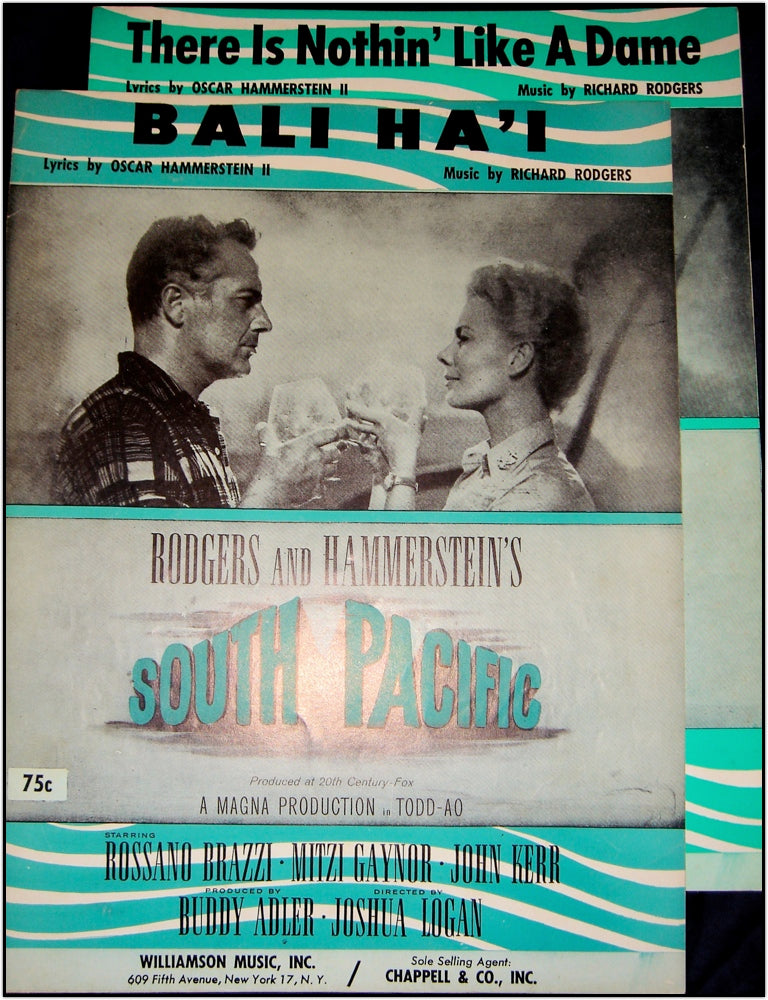 There Is Nothin' Like A Dame
Lyrics by OSCAR HAMMERSTEIN II Music by RICHARD RODGERS
BALI HA'I
Lyrics by OSCAR HAMMERSTEIN II Music by RICHARD RODGERS
RODGERS AND HAMMERSTEIN'S
SOUTH PACIFIC
75c
Produced at 20th Century-Fox
A MAGNA PRODUCTION in TODD-AO
STARRING
ROSSANO BRAZZI · MITZI GAYNOR · JOHN KERR
PRODUCED BY DIRECTED BY
BUDDY ADLER · JOSHUA LOGAN
WILLIAMSON MUSIC, INC. / Sole Selling Agent:
609 Fifth Avenue, New York 17, N. Y. CHAPPELL & CO., INC.